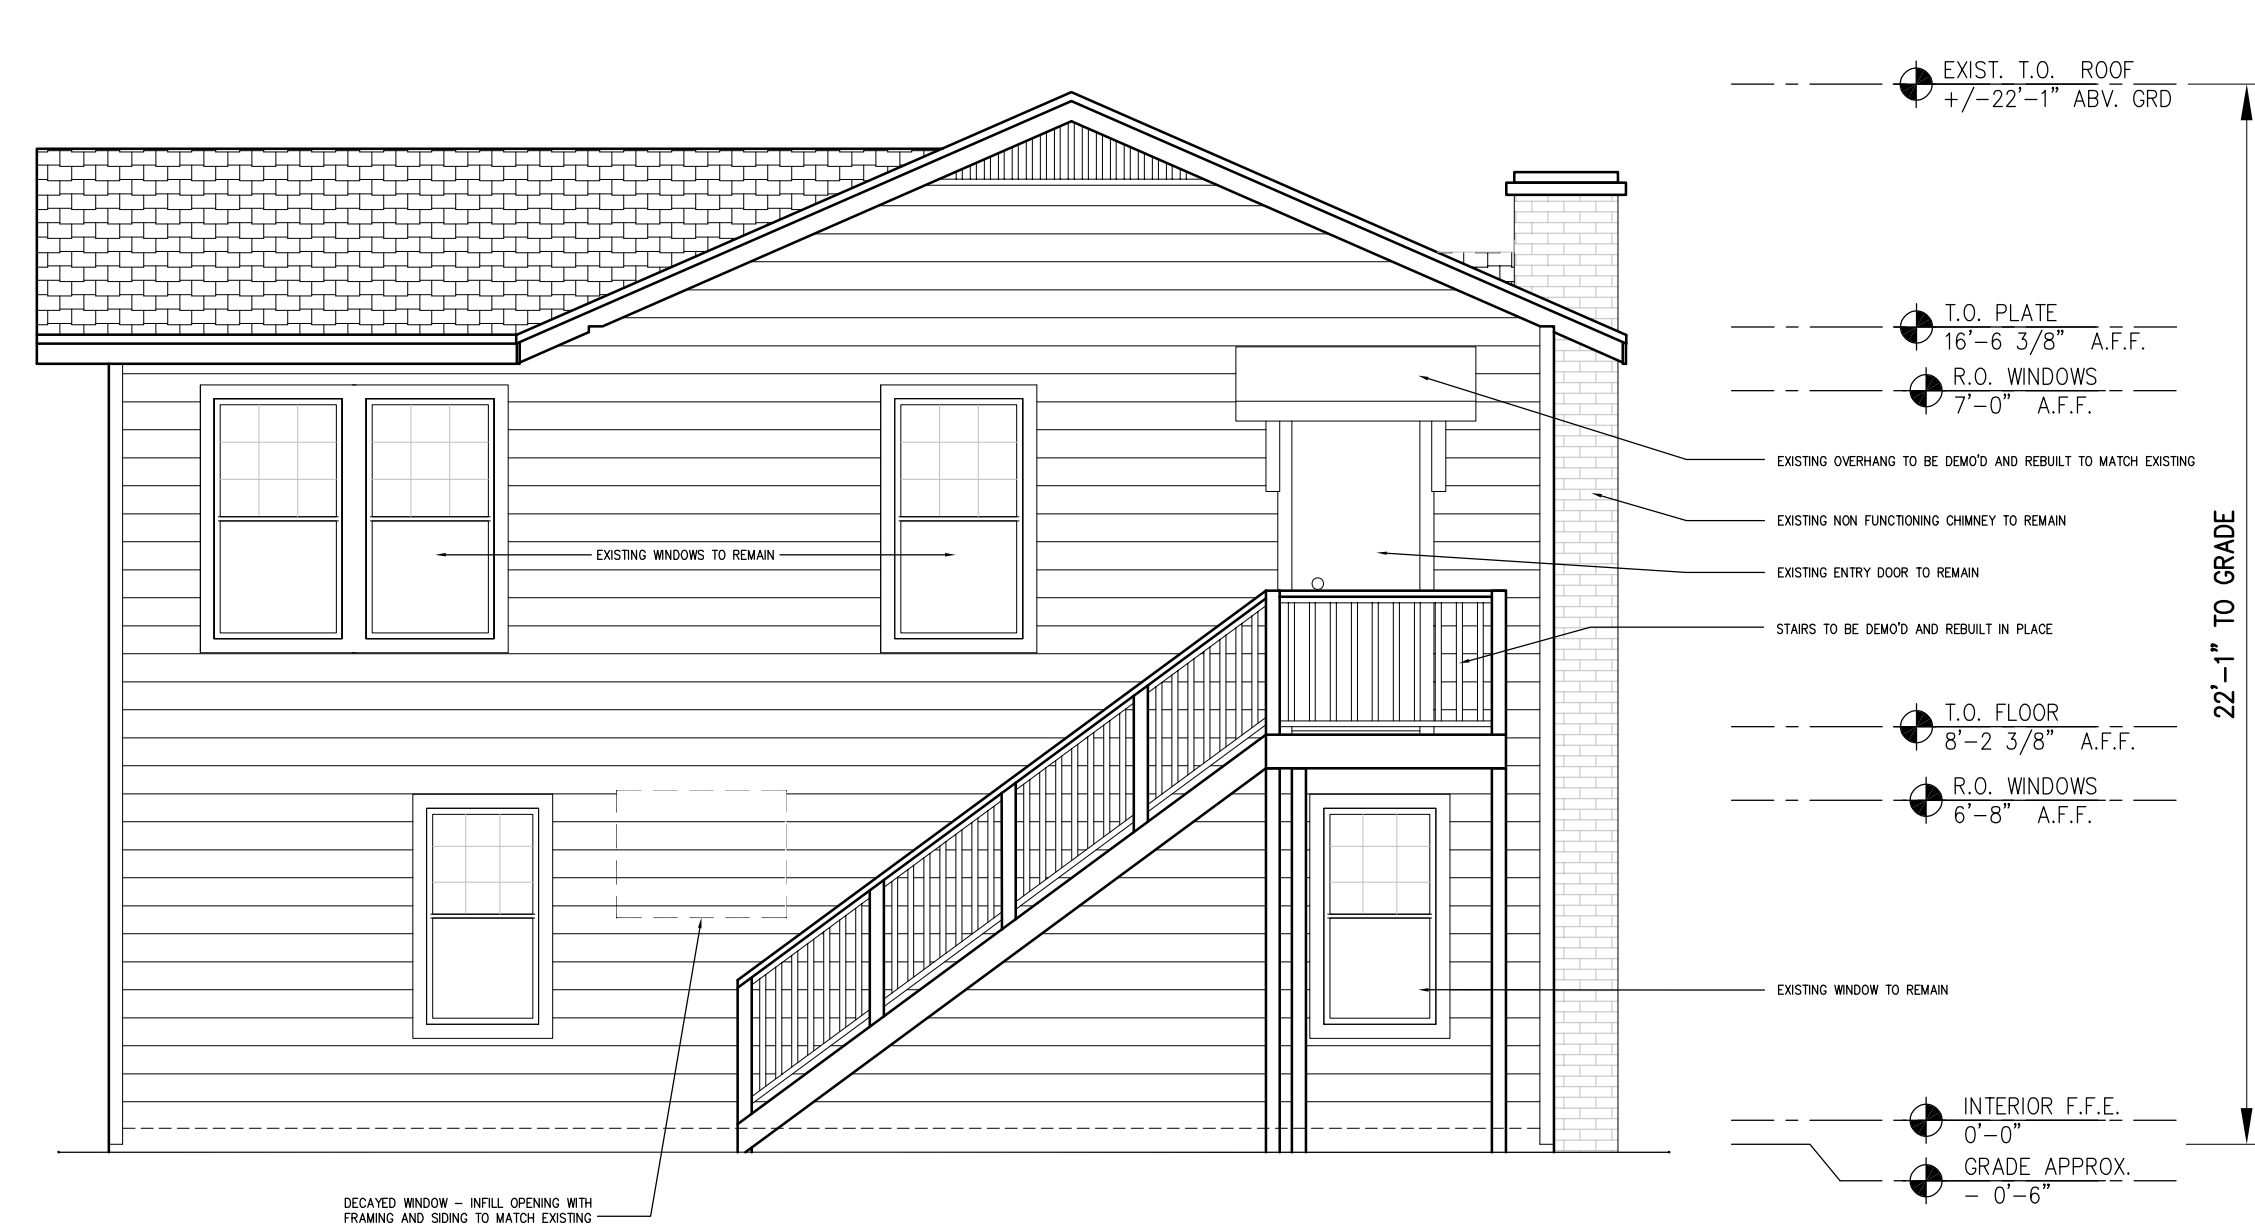 EXIST. T.O. ROOF
+/-22'-1" ABV. GRD
T.O. PLATE
16'-6 3/8" A.F.F.
R.O. WINDOWS
7'-0" A.F.F.
EXISTING OVERHANG TO BE DEMO'D AND REBUILT TO MATCH EXISTING
EXISTING NON FUNCTIONING CHIMNEY TO REMAIN
EXISTING WINDOWS TO REMAIN
EXISTING ENTRY DOOR TO REMAIN
STAIRS TO BE DEMO'D AND REBUILT IN PLACE
22'-1" TO GRADE
T.O. FLOOR
8'-2 3/8" A.F.F.
R.O. WINDOWS
6'-8" A.F.F.
EXISTING WINDOW TO REMAIN
INTERIOR F.F.E.
0'-0"
GRADE APPROX.
- 0'-6"
DECAYED WINDOW - INFILL OPENING WITH
FRAMING AND SIDING TO MATCH EXISTING